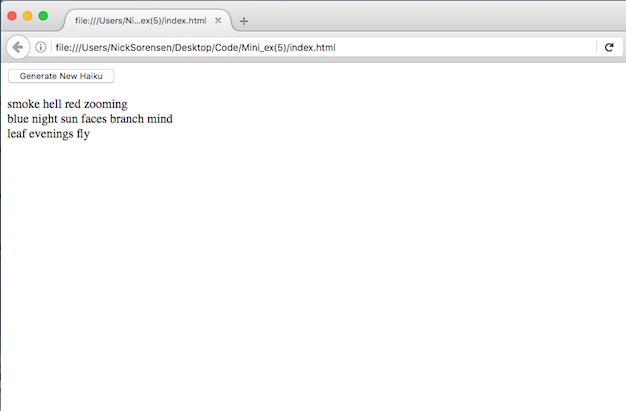 file:///Users/Ni...ex(5)/index.html
file:///Users/NickSorensen/Desktop/Code/Mini_ex(5)/index.html
Generate New Haiku
smoke hell red zooming
blue night sun faces branch mind
leaf evenings fly